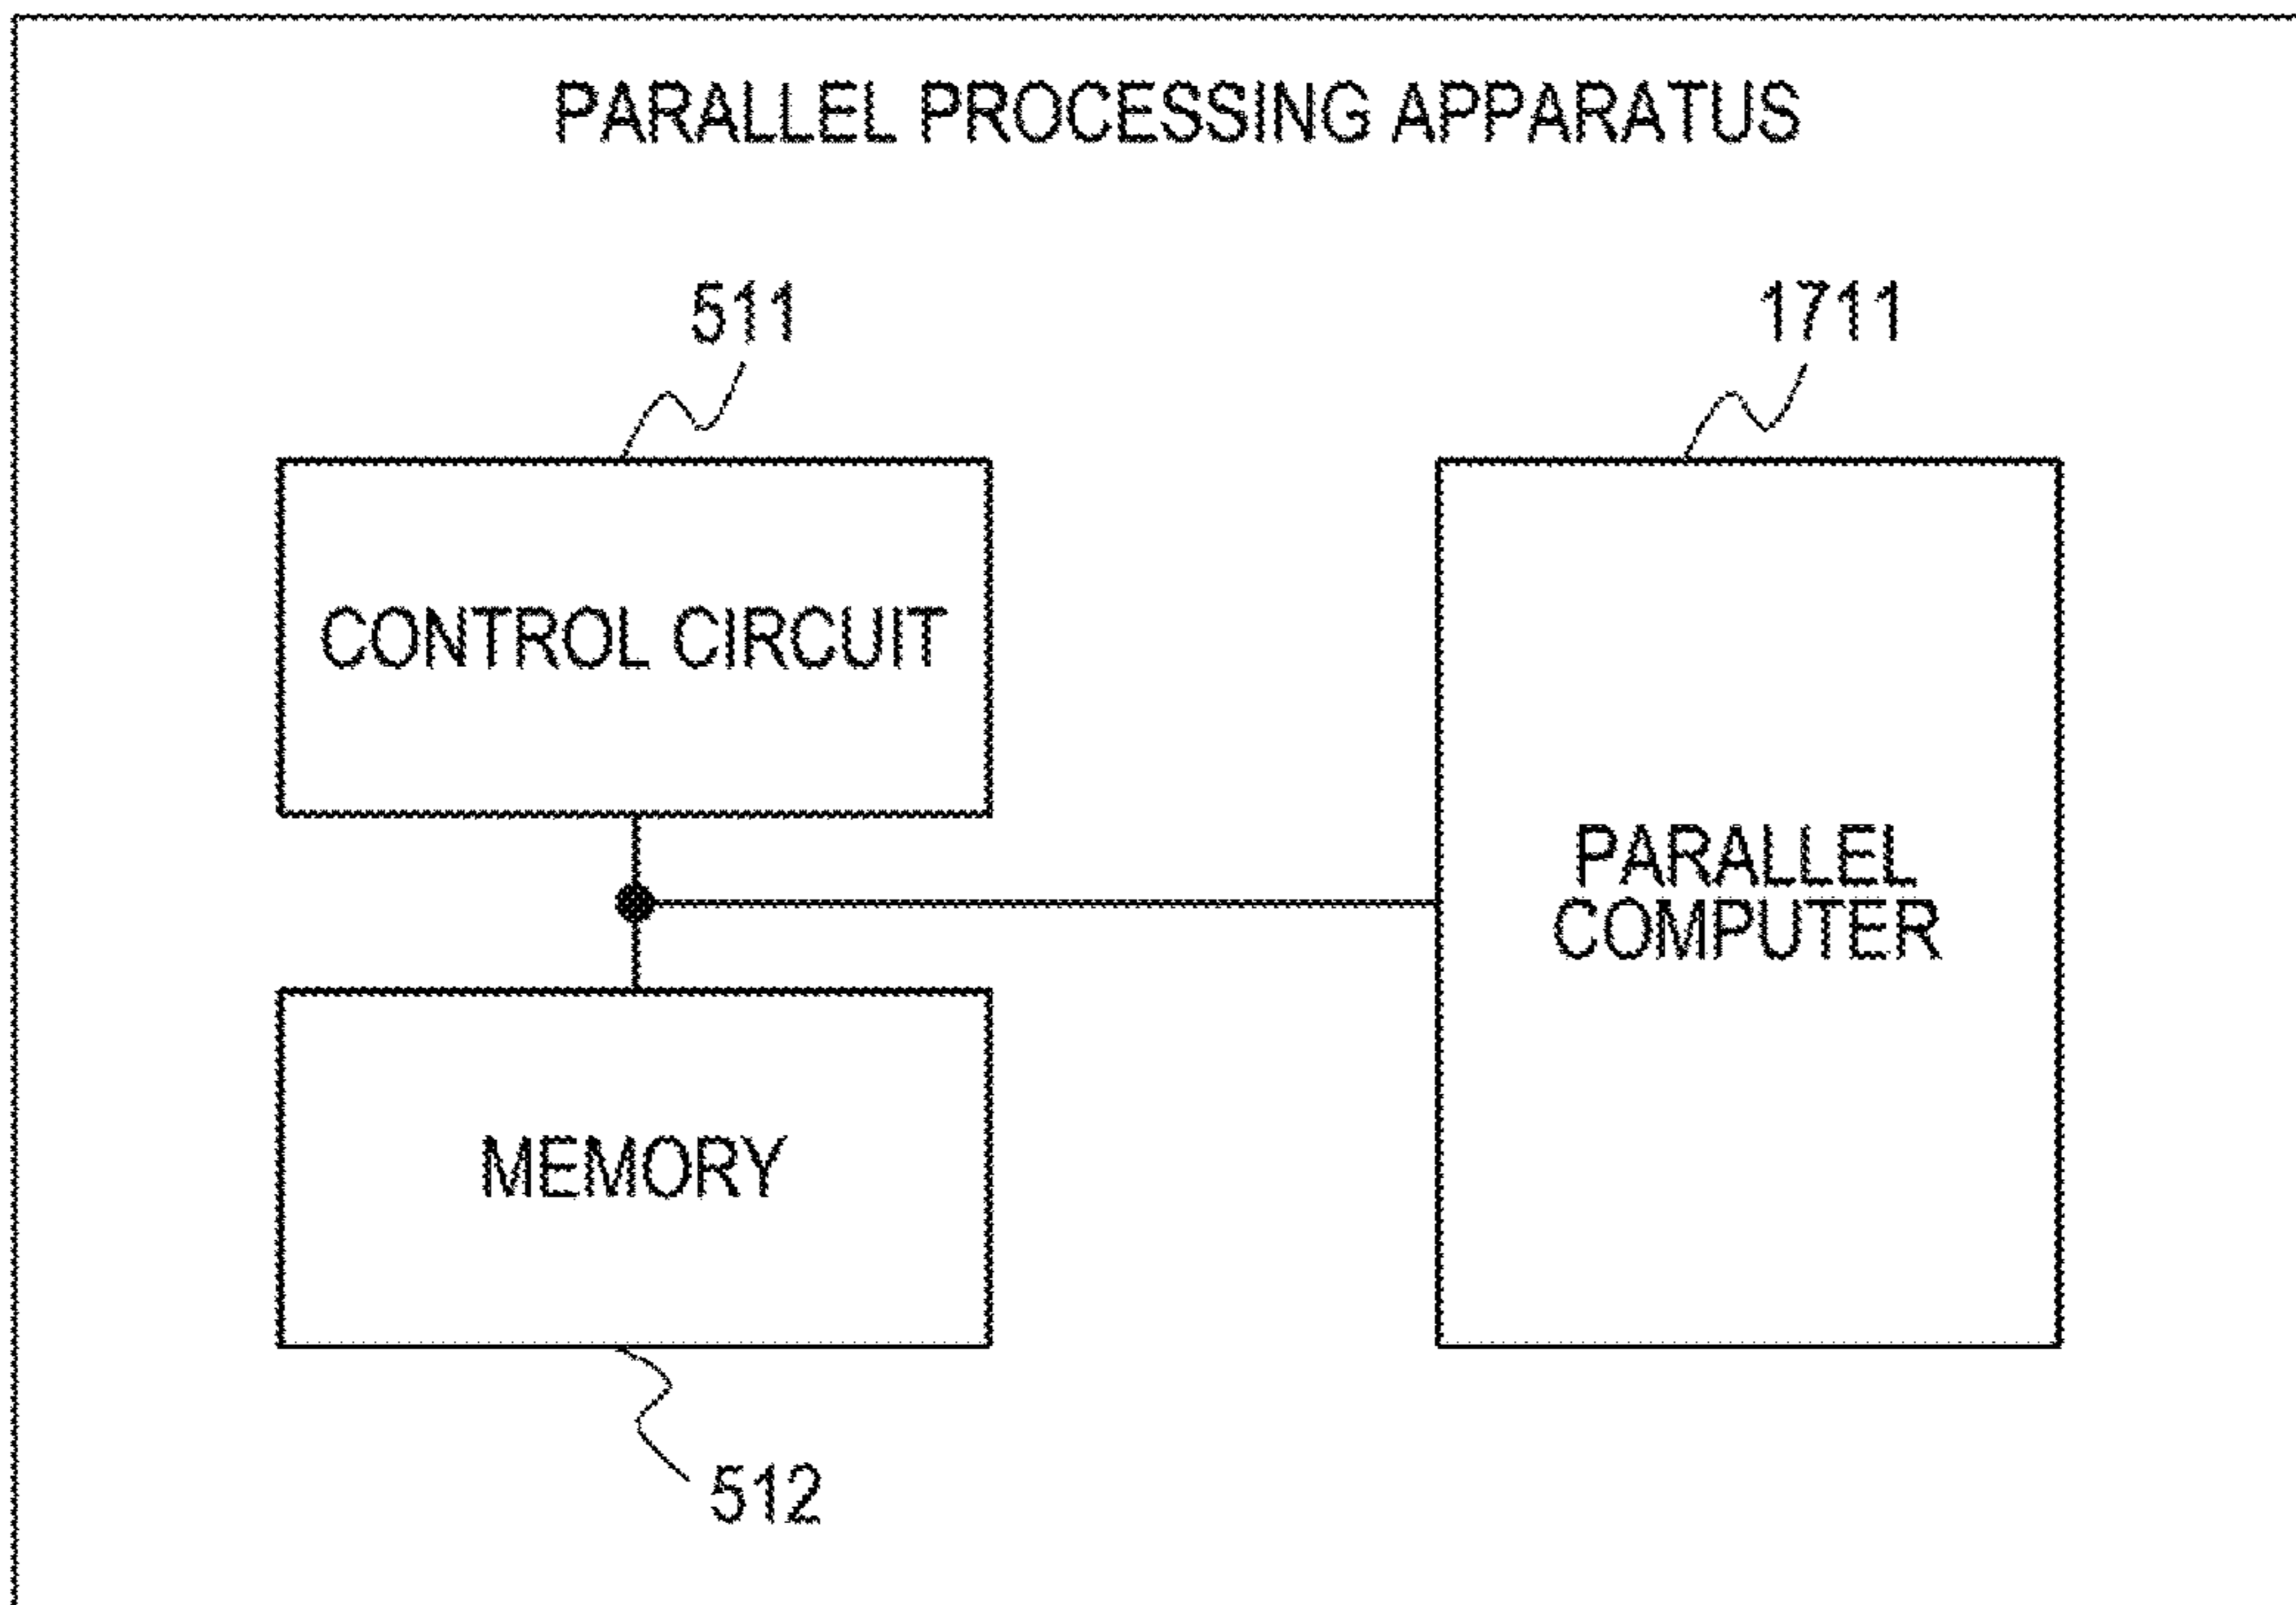 PARALLEL PROCESSING APPARATUS
511
1711
CONTROL CIRCUIT
PARALLEL
COMPUTER
MEMORY
512